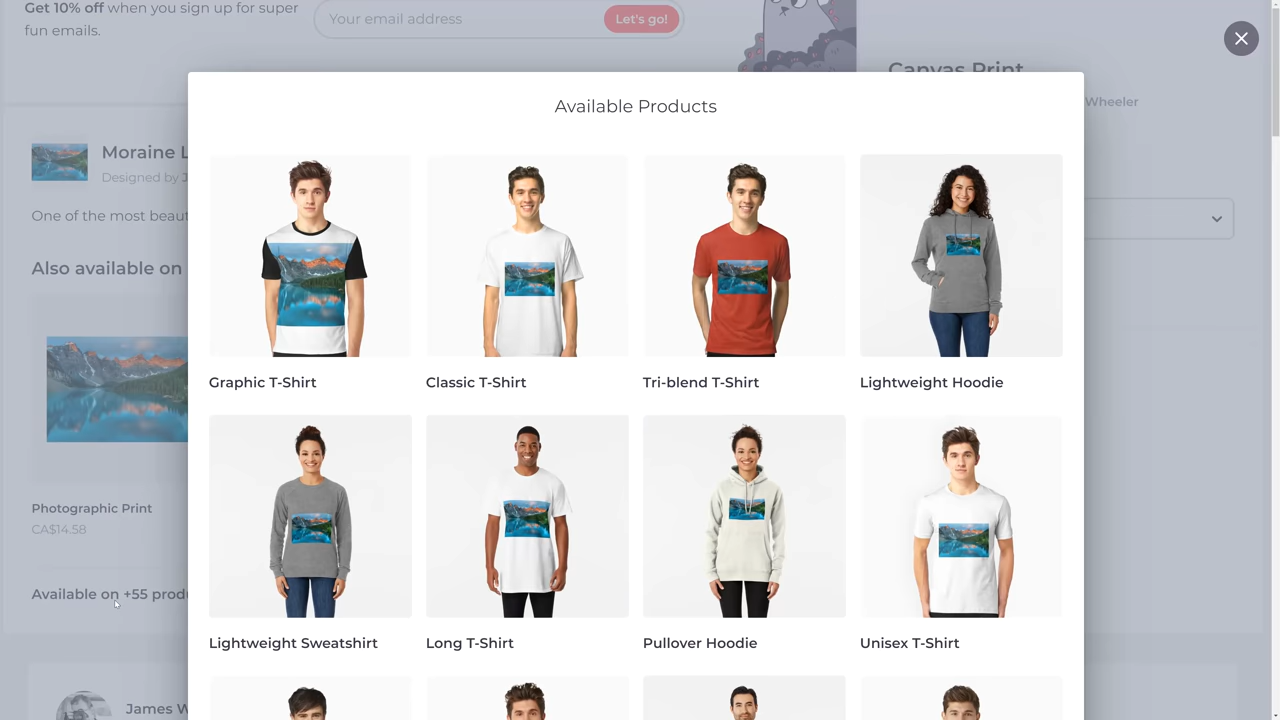 Get 10% off when you sign up for super
fun emails.
Your email address
Let's go!
Canvas Print
Wheeler
Available Products
Moraine L
Designed by J
One of the most beaut
Also available on
Graphic T-Shirt
Classic T-Shirt
Tri-blend T-Shirt
Lightweight Hoodie
Photographic Print
CA$14.58
Available on +55 produ
Lightweight Sweatshirt
Long T-Shirt
Pullover Hoodie
Unisex T-Shirt
James W